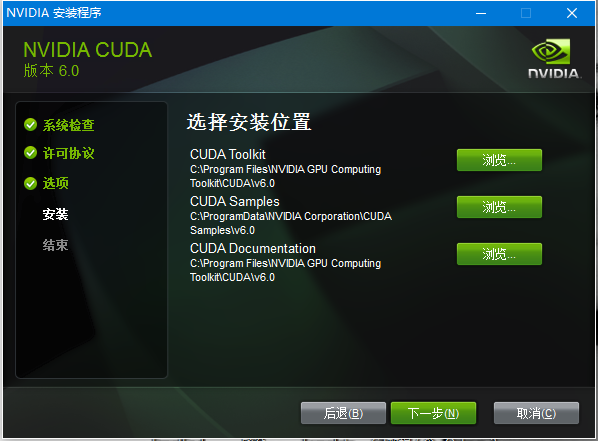 NVIDIA 安装程序
NVIDIA CUDA
版本 6.0
NVIDIA
系统检查
许可协议
选项
安装
结束
选择安装位置
CUDA Toolkit
C:\Program Files\NVIDIA GPU Computing
Toolkit\CUDA\v6.0
浏览...
CUDA Samples
C:\ProgramData\NVIDIA Corporation\CUDA
Samples\v6.0
浏览...
CUDA Documentation
C:\Program Files\NVIDIA GPU Computing
Toolkit\CUDA\v6.0
浏览...
后退(B) 下一步(N) 取消(C)